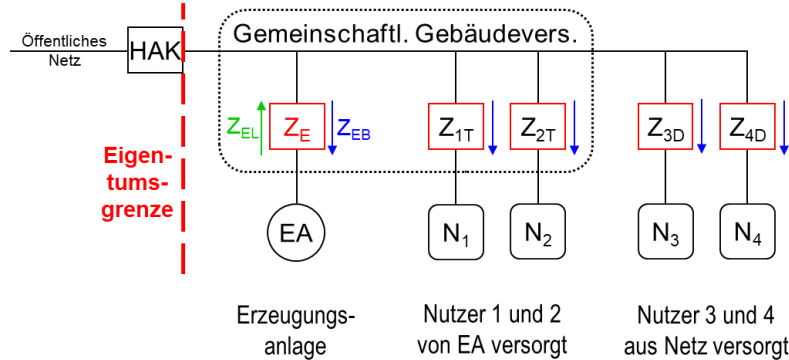 Öffentliches
Netz
HAK
Gemeinschaftl. Gebäudevers.
Z_EL
Z_E
Z_EB
Z_1T
Z_2T
Z_3D
Z_4D
Eigen-
tums-
grenze
EA
N_1
N_2
N_3
N_4
Erzeugungs-
anlage
Nutzer 1 und 2
von EA versorgt
Nutzer 3 und 4
aus Netz versorgt